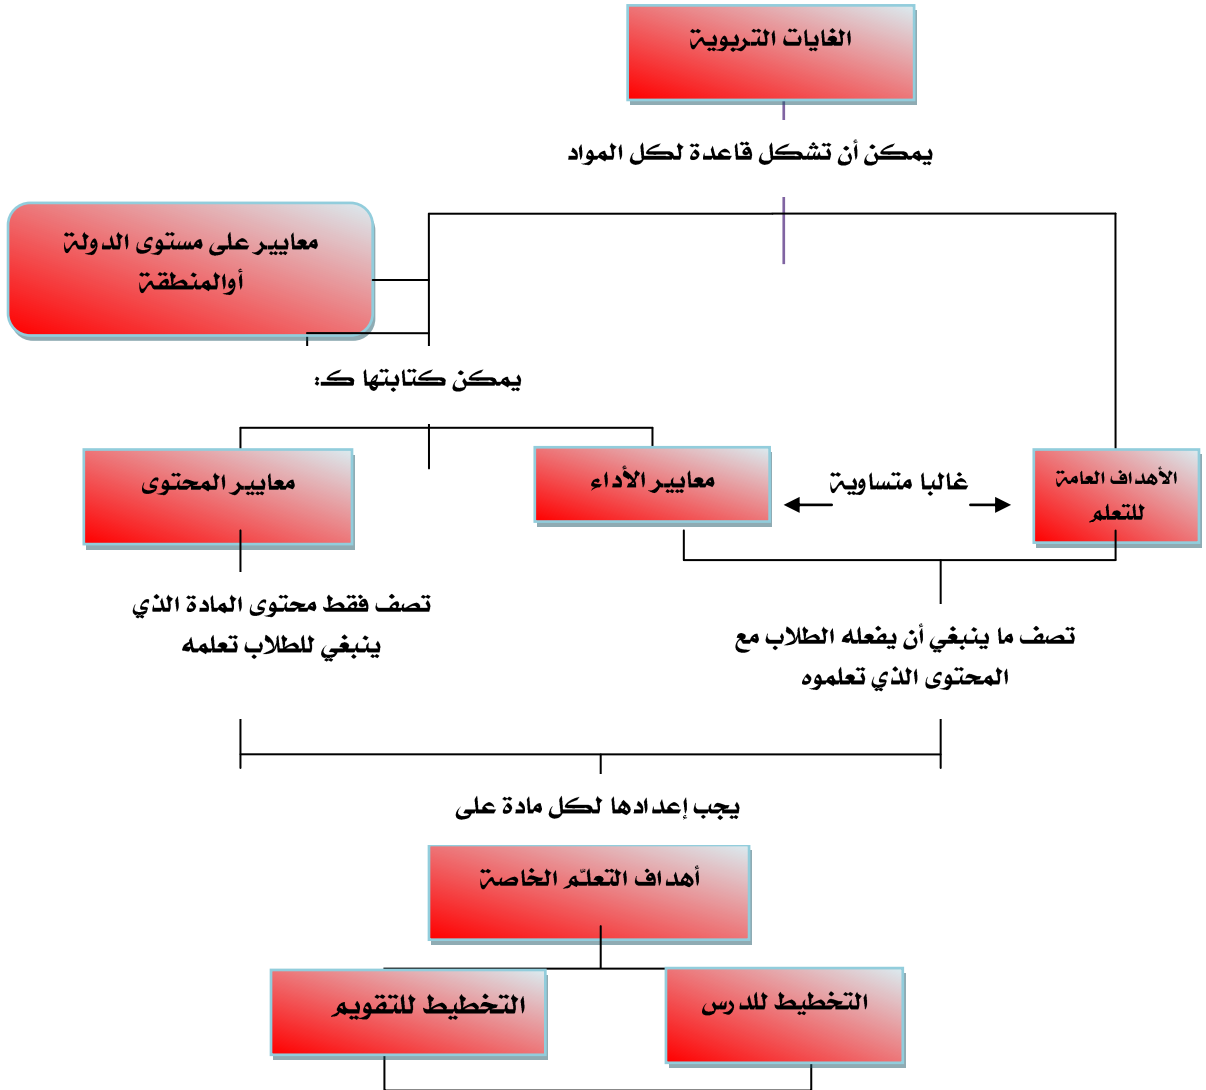 الغايات التربوية
يمكن أن تشكل قاعدة لكل المواد
معايير على مستوى الدولة
أوالمنطقة
يمكن كتابتها كـ:
معايير المحتوى
معايير الأداء
غالبا متساوية
الأهداف العامة
للتعلم
تصف فقط محتوى المادة الذي
ينبغي للطلاب تعلمه
تصف ما ينبغي أن يفعله الطلاب مع
المحتوى الذي تعلموه
يجب إعدادها لكل مادة على
أهداف التعلّم الخاصة
التخطيط للتقويم
التخطيط للدرس